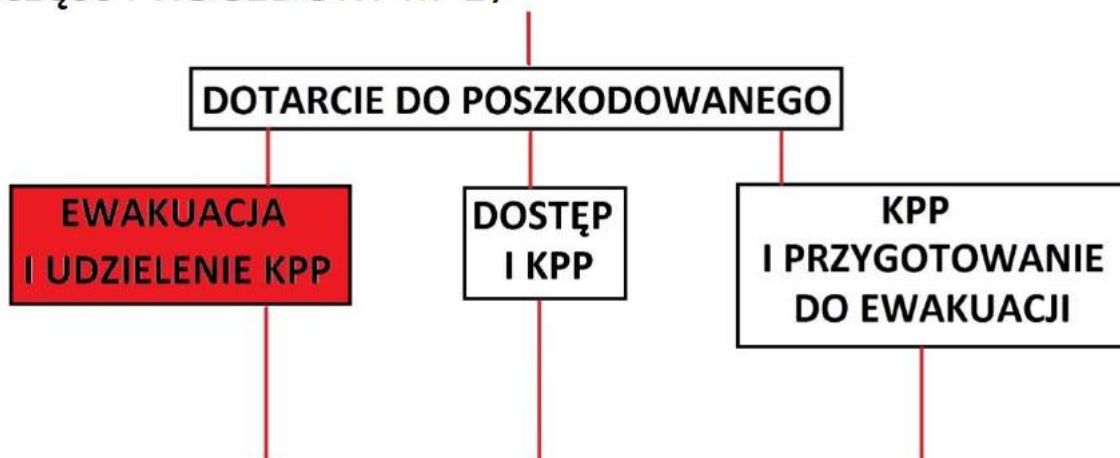 DOTARCIE DO POSZKODOWANEGO
EWAKUACJA
I UDZIELENIE KPP
DOSTĘP
I KPP
KPP
I PRZYGOTOWANIE
DO EWAKUACJI